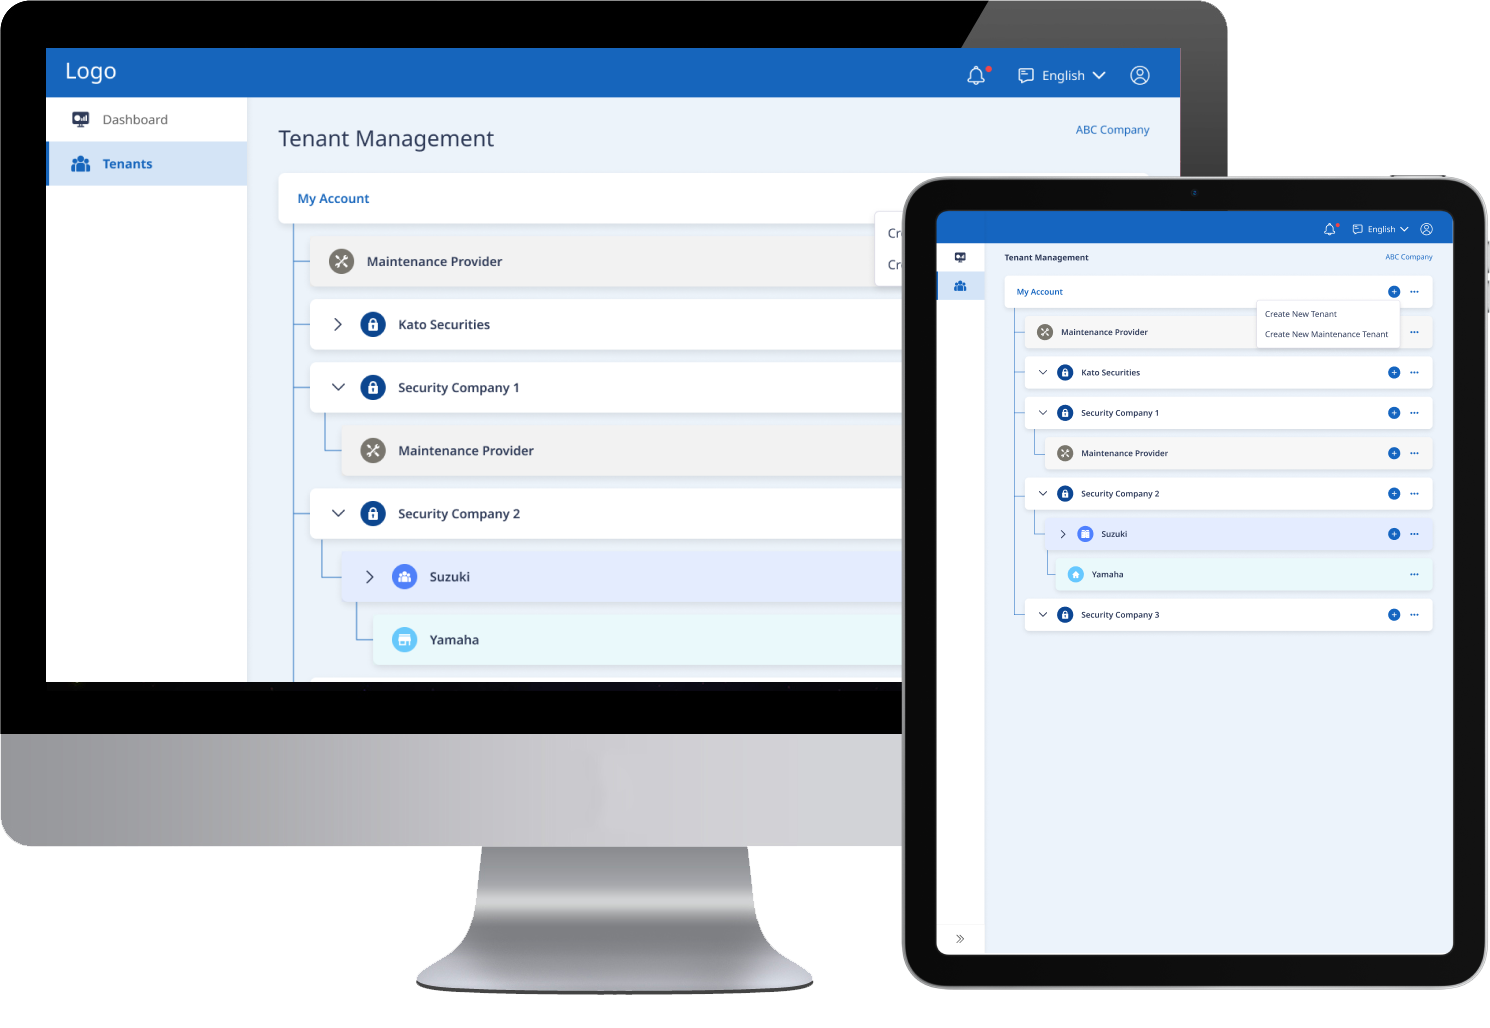 Logo
English
Dashboard
Tenants
Tenant Management
ABC Company
My Account
Cr
Cr
Maintenance Provider
Kato Securities
Security Company 1
Maintenance Provider
Security Company 2
Suzuki
Yamaha
English
Tenant Management
ABC Company
My Account
Create New Tenant
Create New Maintenance Tenant
Maintenance Provider
Kato Securities
Security Company 1
Maintenance Provider
Security Company 2
Suzuki
Yamaha
Security Company 3